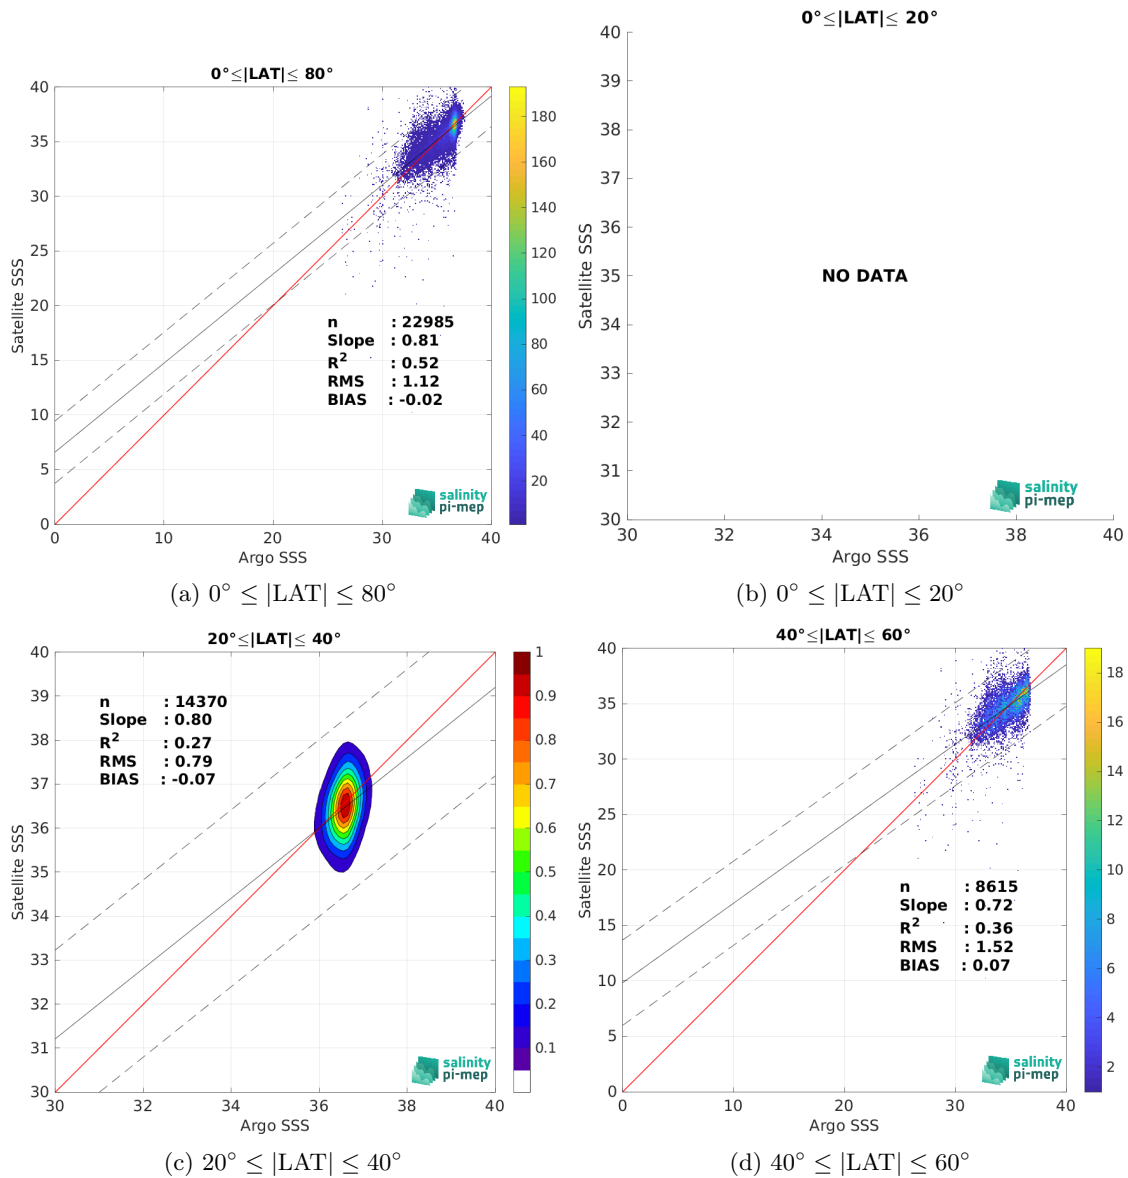 0°≤|LAT|≤ 80°
40
35
30
25
20
15
10
5
0
Satellite SSS
n : 22985
Slope : 0.81
R² : 0.52
RMS : 1.12
BIAS : -0.02
salinity
pi-mep
0 10 20 30 40
Argo SSS
180
160
140
120
100
80
60
40
20
(a) 0° ≤ |LAT| ≤ 80°
0°≤|LAT|≤ 20°
40
39
38
37
36
35
34
33
32
31
30
Satellite SSS
NO DATA
salinity
pi-mep
30 32 34 36 38 40
Argo SSS
(b) 0° ≤ |LAT| ≤ 20°
20°≤|LAT|≤ 40°
40
39
38
37
36
35
34
33
32
31
30
Satellite SSS
n : 14370
Slope : 0.80
R² : 0.27
RMS : 0.79
BIAS : -0.07
salinity
pi-mep
30 32 34 36 38 40
Argo SSS
1
0.9
0.8
0.7
0.6
0.5
0.4
0.3
0.2
0.1
(c) 20° ≤ |LAT| ≤ 40°
40°≤|LAT|≤ 60°
40
35
30
25
20
15
10
5
0
Satellite SSS
n : 8615
Slope : 0.72
R² : 0.36
RMS : 1.52
BIAS : 0.07
salinity
pi-mep
0 10 20 30 40
Argo SSS
18
16
14
12
10
8
6
4
2
(d) 40° ≤ |LAT| ≤ 60°